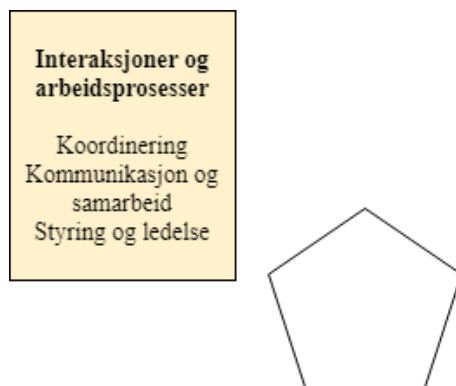 Interaksjoner og
arbeidsprosesser
Koordinering
Kommunikasjon og
samarbeid
Styring og ledelse